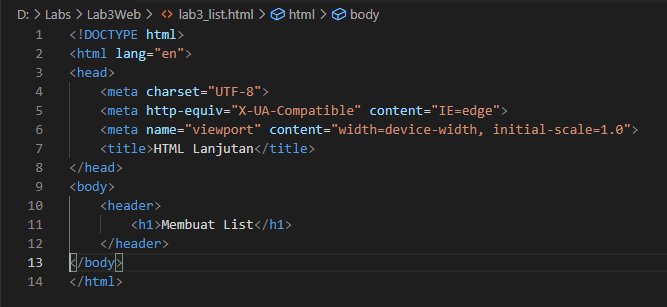 D: > Labs > Lab3Web > <> lab3_list.html > html > body
1 <!DOCTYPE html>
2 <html lang="en">
3 <head>
4     <meta charset="UTF-8">
5     <meta http-equiv="X-UA-Compatible" content="IE=edge">
6     <meta name="viewport" content="width=device-width, initial-scale=1.0">
7     <title>HTML Lanjutan</title>
8 </head>
9 <body>
10     <header>
11         <h1>Membuat List</h1>
12     </header>
13 </body>
14 </html>